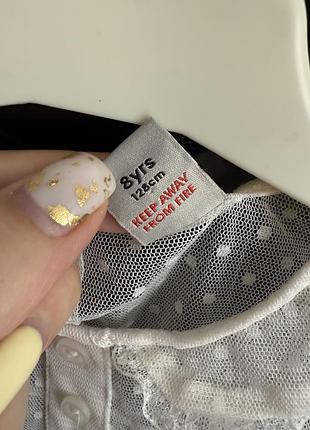 8yrs
128cm
KEEP AWAY
FROM FIRE